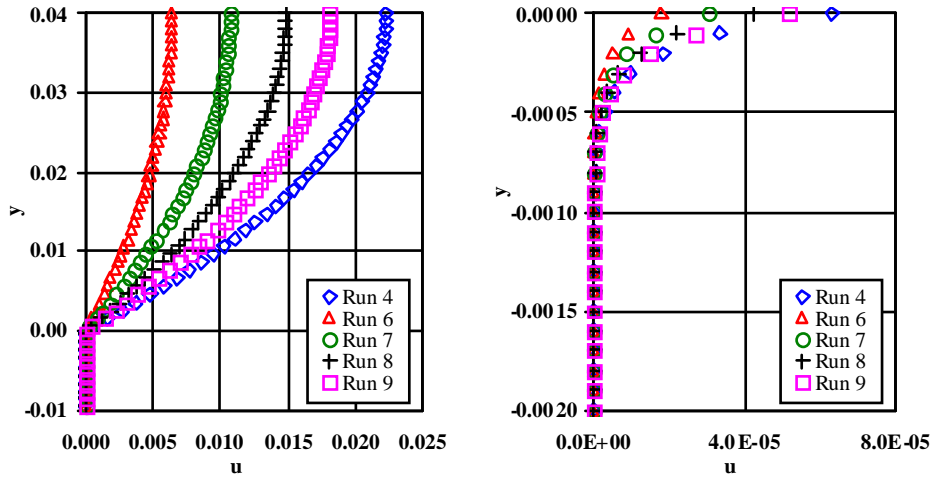 0.04
0.03
0.02
0.01
0.00
-0.01
y
0.000
0.005
0.010
0.015
0.020
0.025
u
Run 4
Run 6
Run 7
Run 8
Run 9
0.0000
-0.0005
-0.0010
-0.0015
-0.0020
y
0.0E+00
4.0E-05
8.0E-05
u
Run 4
Run 6
Run 7
Run 8
Run 9